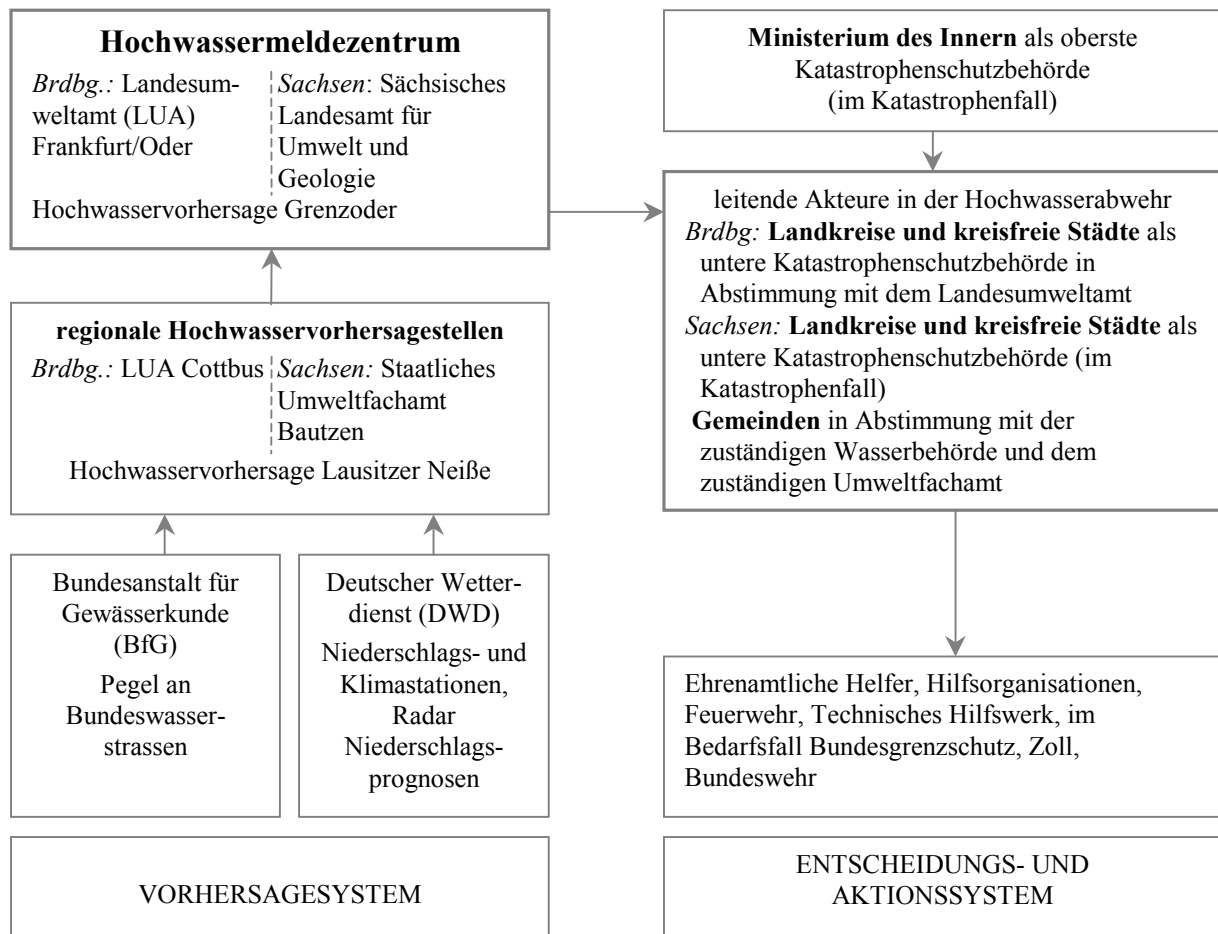 Hochwassermeldezentrum
Brdbg.: Landesum-
weltamt (LUA)
Frankfurt/Oder
Sachsen: Sächsisches
Landesamt für
Umwelt und
Geologie
Hochwasservorhersage Grenzoder
regionale Hochwasservorhersagestellen
Brdbg.: LUA Cottbus
Sachsen: Staatliches
Umweltfachamt
Bautzen
Hochwasservorhersage Lausitzer Neiße
Bundesanstalt für
Gewässerkunde
(BfG)
Pegel an
Bundeswasser-
strassen
Deutscher Wetter-
dienst (DWD)
Niederschlags- und
Klimastationen,
Radar
Niederschlags-
prognosen
VORHERSAGESYSTEM
Ministerium des Innern als oberste
Katastrophenschutzbehörde
(im Katastrophenfall)
leitende Akteure in der Hochwasserabwehr
Brdbg: Landkreise und kreisfreie Städte als
untere Katastrophenschutzbehörde in
Abstimmung mit dem Landesumweltamt
Sachsen: Landkreise und kreisfreie Städte als
untere Katastrophenschutzbehörde (im
Katastrophenfall)
Gemeinden in Abstimmung mit der
zuständigen Wasserbehörde und dem
zuständigen Umweltfachamt
Ehrenamtliche Helfer, Hilfsorganisationen,
Feuerwehr, Technisches Hilfswerk, im
Bedarfsfall Bundesgrenzschutz, Zoll,
Bundeswehr
ENTSCHEIDUNGS- UND
AKTIONSSYSTEM